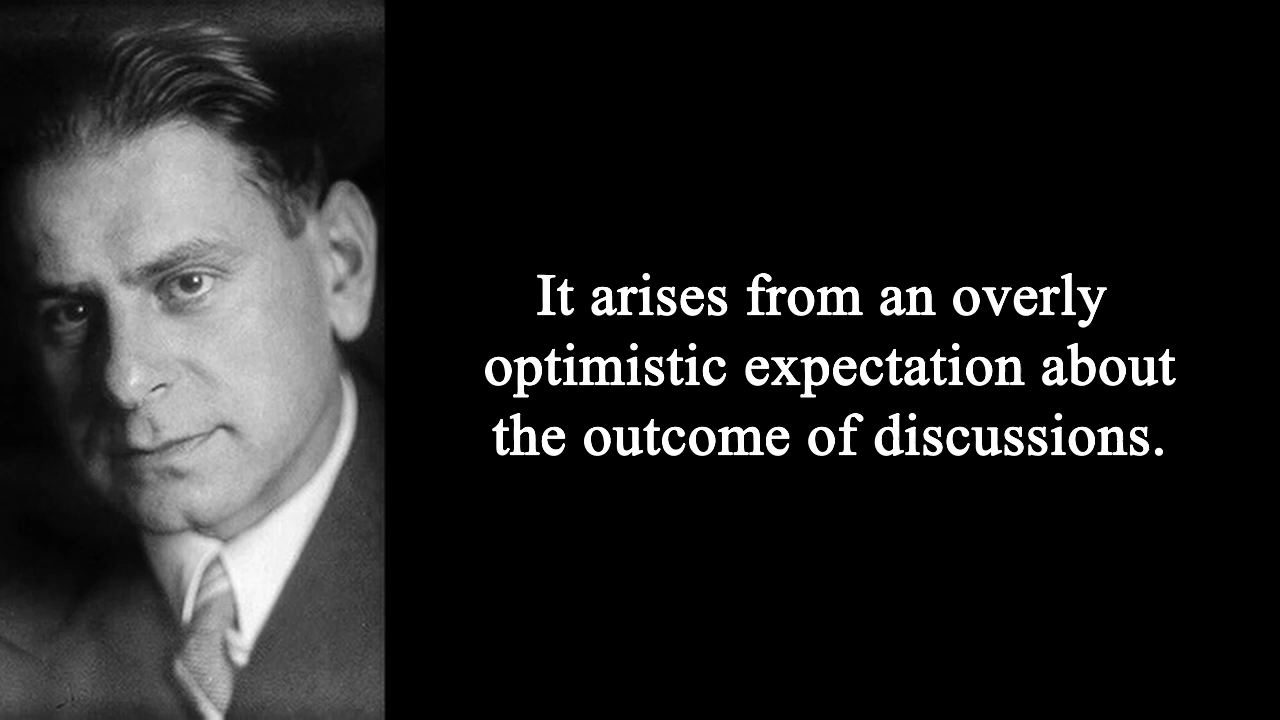 It arises from an overly
optimistic expectation about
the outcome of discussions.